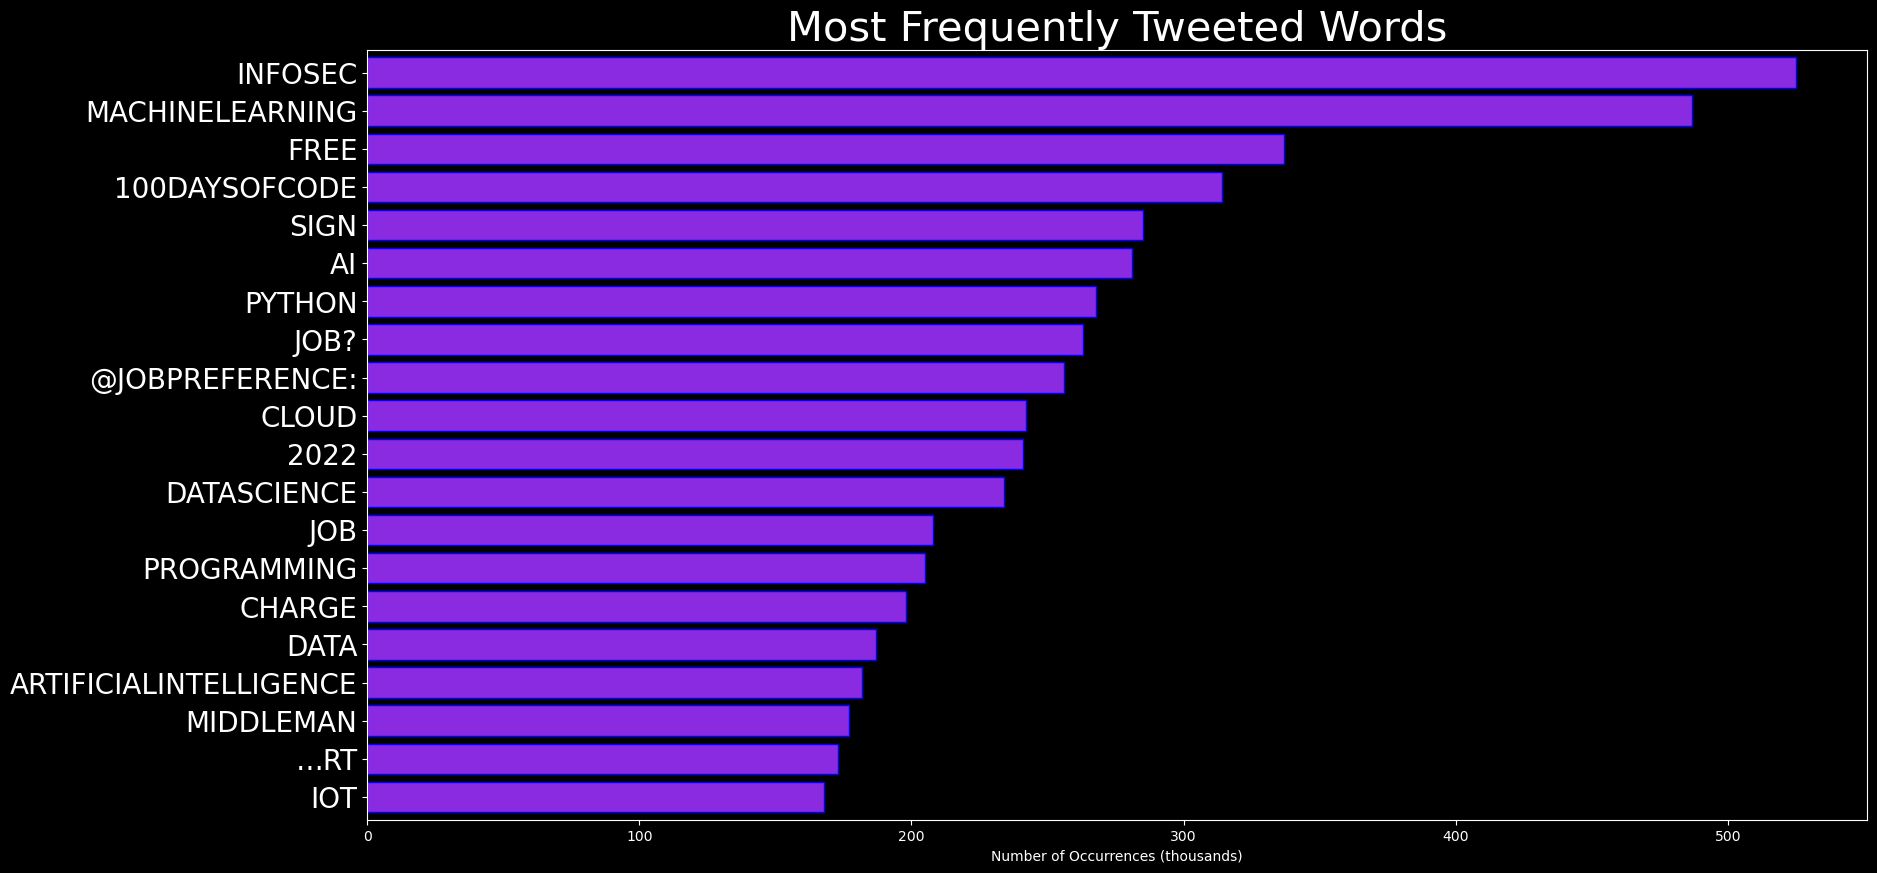 Most Frequently Tweeted Words
INFOSEC
MACHINELEARNING
FREE
100DAYSOFCODE
SIGN
AI
PYTHON
JOB?
@JOBPREFERENCE:
CLOUD
2022
DATASCIENCE
JOB
PROGRAMMING
CHARGE
DATA
ARTIFICIALINTELLIGENCE
MIDDLEMAN
…RT
IOT
0 100 200 300 400 500
Number of Occurrences (thousands)